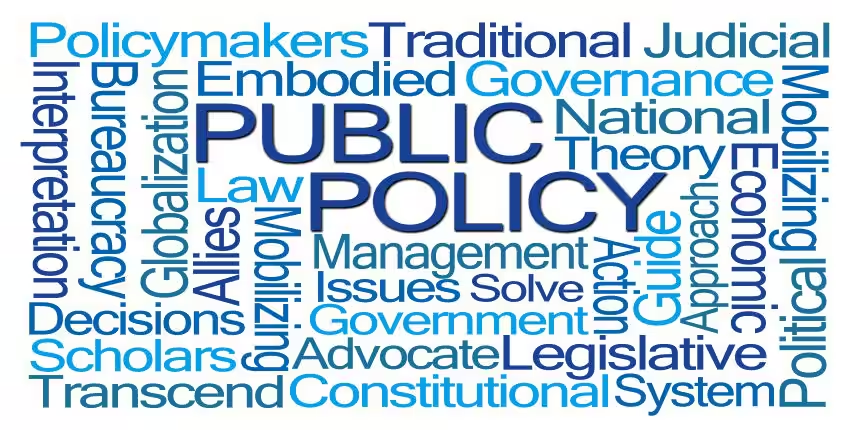 Policymakers Traditional Judicial
Interpretation
Bureaucracy
Globalization
Embodied Governance
Mobilizing
PUBLIC
National
Theory
Economic
Law
POLICY
Allies
Mobilizing
Management
Action
Guide
Approach
Political
Issues Solve
Decisions
Government
Scholars
Advocate Legislative
Transcend Constitutional System